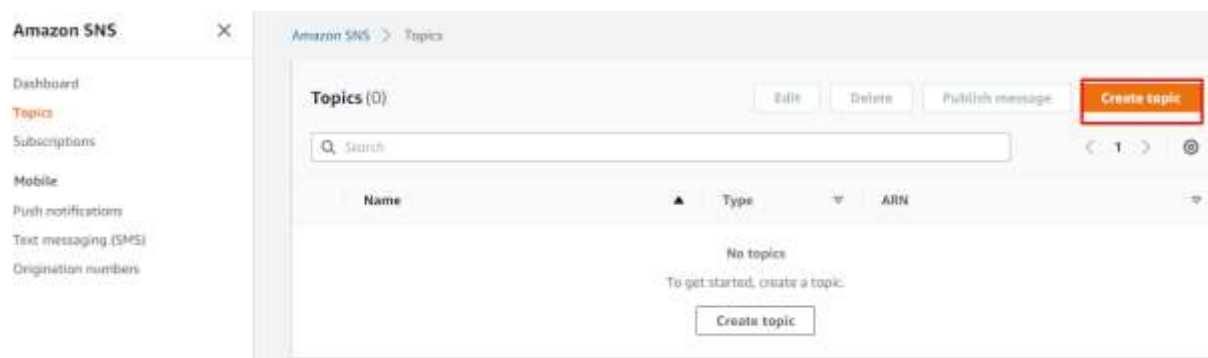 Amazon SNS
Dashboard
Topics
Subscriptions
Mobile
Push notifications
Text messaging (SMS)
Origination numbers
Amazon SNS > Topics
Topics (0)
Edit Delete Publish message Create topic
Search
< 1 >
Name Type ARN
No topics
To get started, create a topic.
Create topic